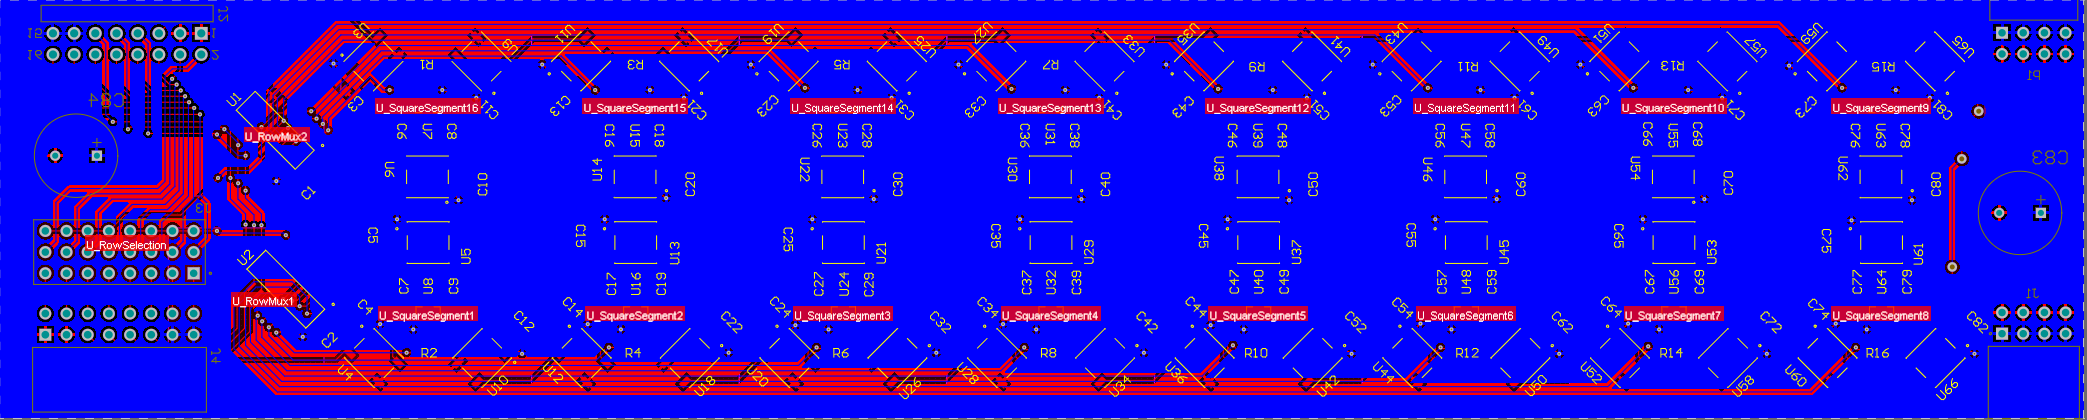 J2
19 1
16 2
P1
C84
C83
J3
J4
J1
U1
U2
C1
C2
C3
C4
U_RowMux2
U_RowSelection
U_RowMux1
U3 U9 U11 U17 U19 U25 U27 U33 U35 U41 U43 U49 U51 U57 U59 U65
R1 R3 R5 R7 R9 R11 R13 R15
C11 C13 C21 C23 C31 C33 C41 C43 C51 C53 C61 C63 C71 C73 C81
U_SquareSegment16 U_SquareSegment15 U_SquareSegment14 U_SquareSegment13 U_SquareSegment12 U_SquareSegment11 U_SquareSegment10 U_SquareSegment9
C6 U7 C8 C16 U15 C18 C26 U23 C28 C36 U31 C38 C46 U39 C48 C56 U47 C58 C66 U55 C68 C76 U63 C78
U6 C10 U14 C20 U22 C30 U30 C40 U38 C50 U46 C60 U54 C70 U62 C80
C5 U5 C15 U13 C25 U21 C35 U29 C45 U37 C55 U45 C65 U53 C75 U61
C7 U8 C9 C17 U16 C19 C27 U24 C29 C37 U32 C39 C47 U40 C49 C57 U48 C59 C67 U56 C69 C77 U64 C79
U_SquareSegment1 U_SquareSegment2 U_SquareSegment3 U_SquareSegment4 U_SquareSegment5 U_SquareSegment6 U_SquareSegment7 U_SquareSegment8
C12 C14 C22 C24 C32 C34 C42 C44 C52 C54 C62 C64 C72 C74 C82
R2 R4 R6 R8 R10 R12 R14 R16
U4 U10 U12 U18 U20 U26 U28 U34 U36 U42 U44 U50 U52 U58 U60 U66